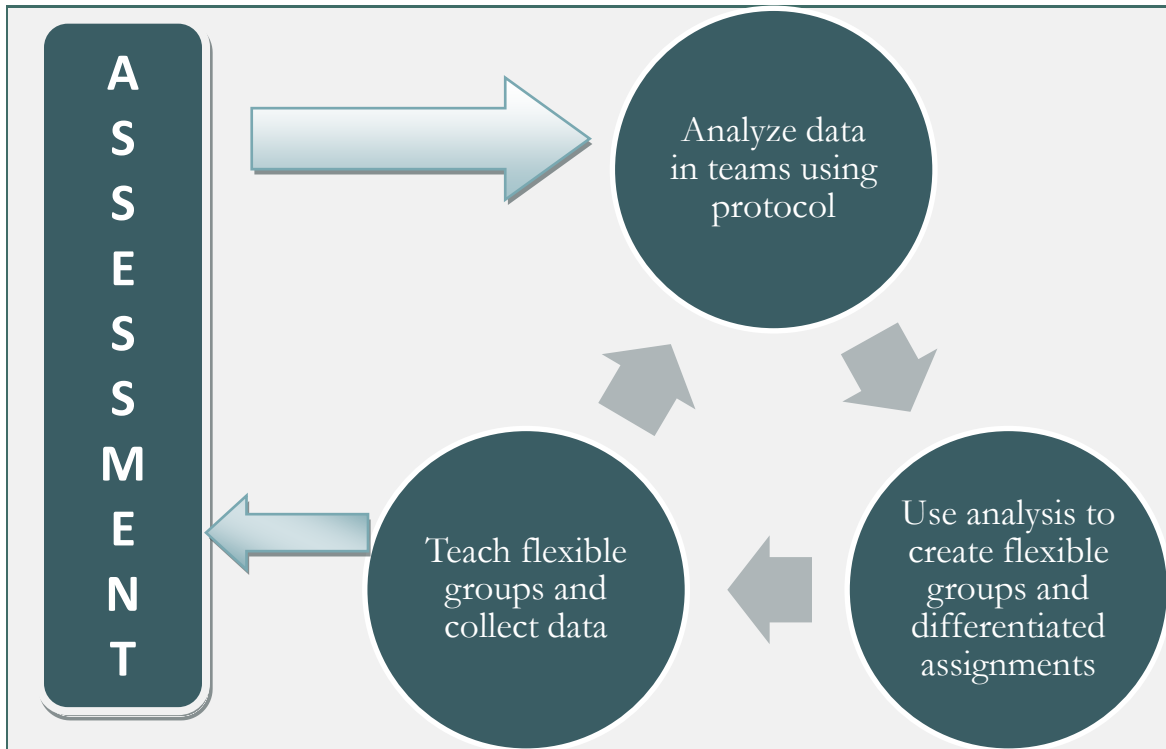 A
S
S
E
S
S
M
E
N
T
Analyze data
in teams using
protocol
Use analysis to
create flexible
groups and
differentiated
assignments
Teach flexible
groups and
collect data